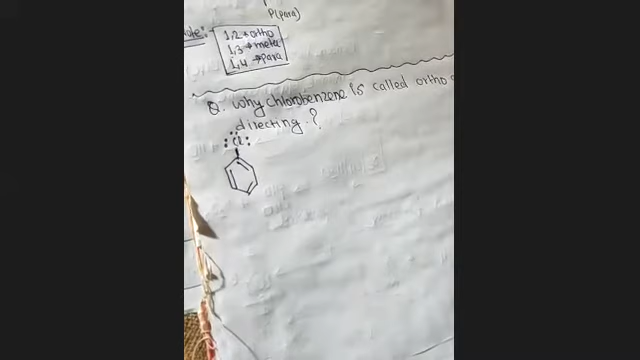 P(para)
Note:-
1,2 → ortho
1,3 → meta
1,4 → para
Q. Why chlorobenzene is called ortho
directing ?
Cl